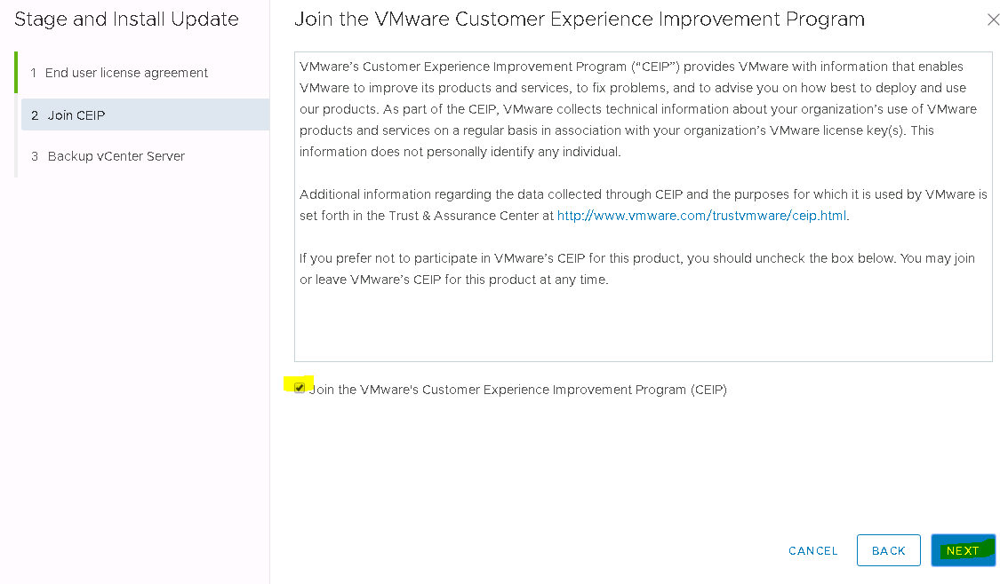 Stage and Install Update
1 End user license agreement
2 Join CEIP
3 Backup vCenter Server
Join the VMware Customer Experience Improvement Program
VMware’s Customer Experience Improvement Program (“CEIP”) provides VMware with information that enables
VMware to improve its products and services, to fix problems, and to advise you on how best to deploy and use
our products. As part of the CEIP, VMware collects technical information about your organization’s use of VMware
products and services on a regular basis in association with your organization’s VMware license key(s). This
information does not personally identify any individual.
Additional information regarding the data collected through CEIP and the purposes for which it is used by VMware is
set forth in the Trust & Assurance Center at http://www.vmware.com/trustvmware/ceip.html.
If you prefer not to participate in VMware’s CEIP for this product, you should uncheck the box below. You may join
or leave VMware’s CEIP for this product at any time.
Join the VMware's Customer Experience Improvement Program (CEIP)
CANCEL
BACK
NEXT